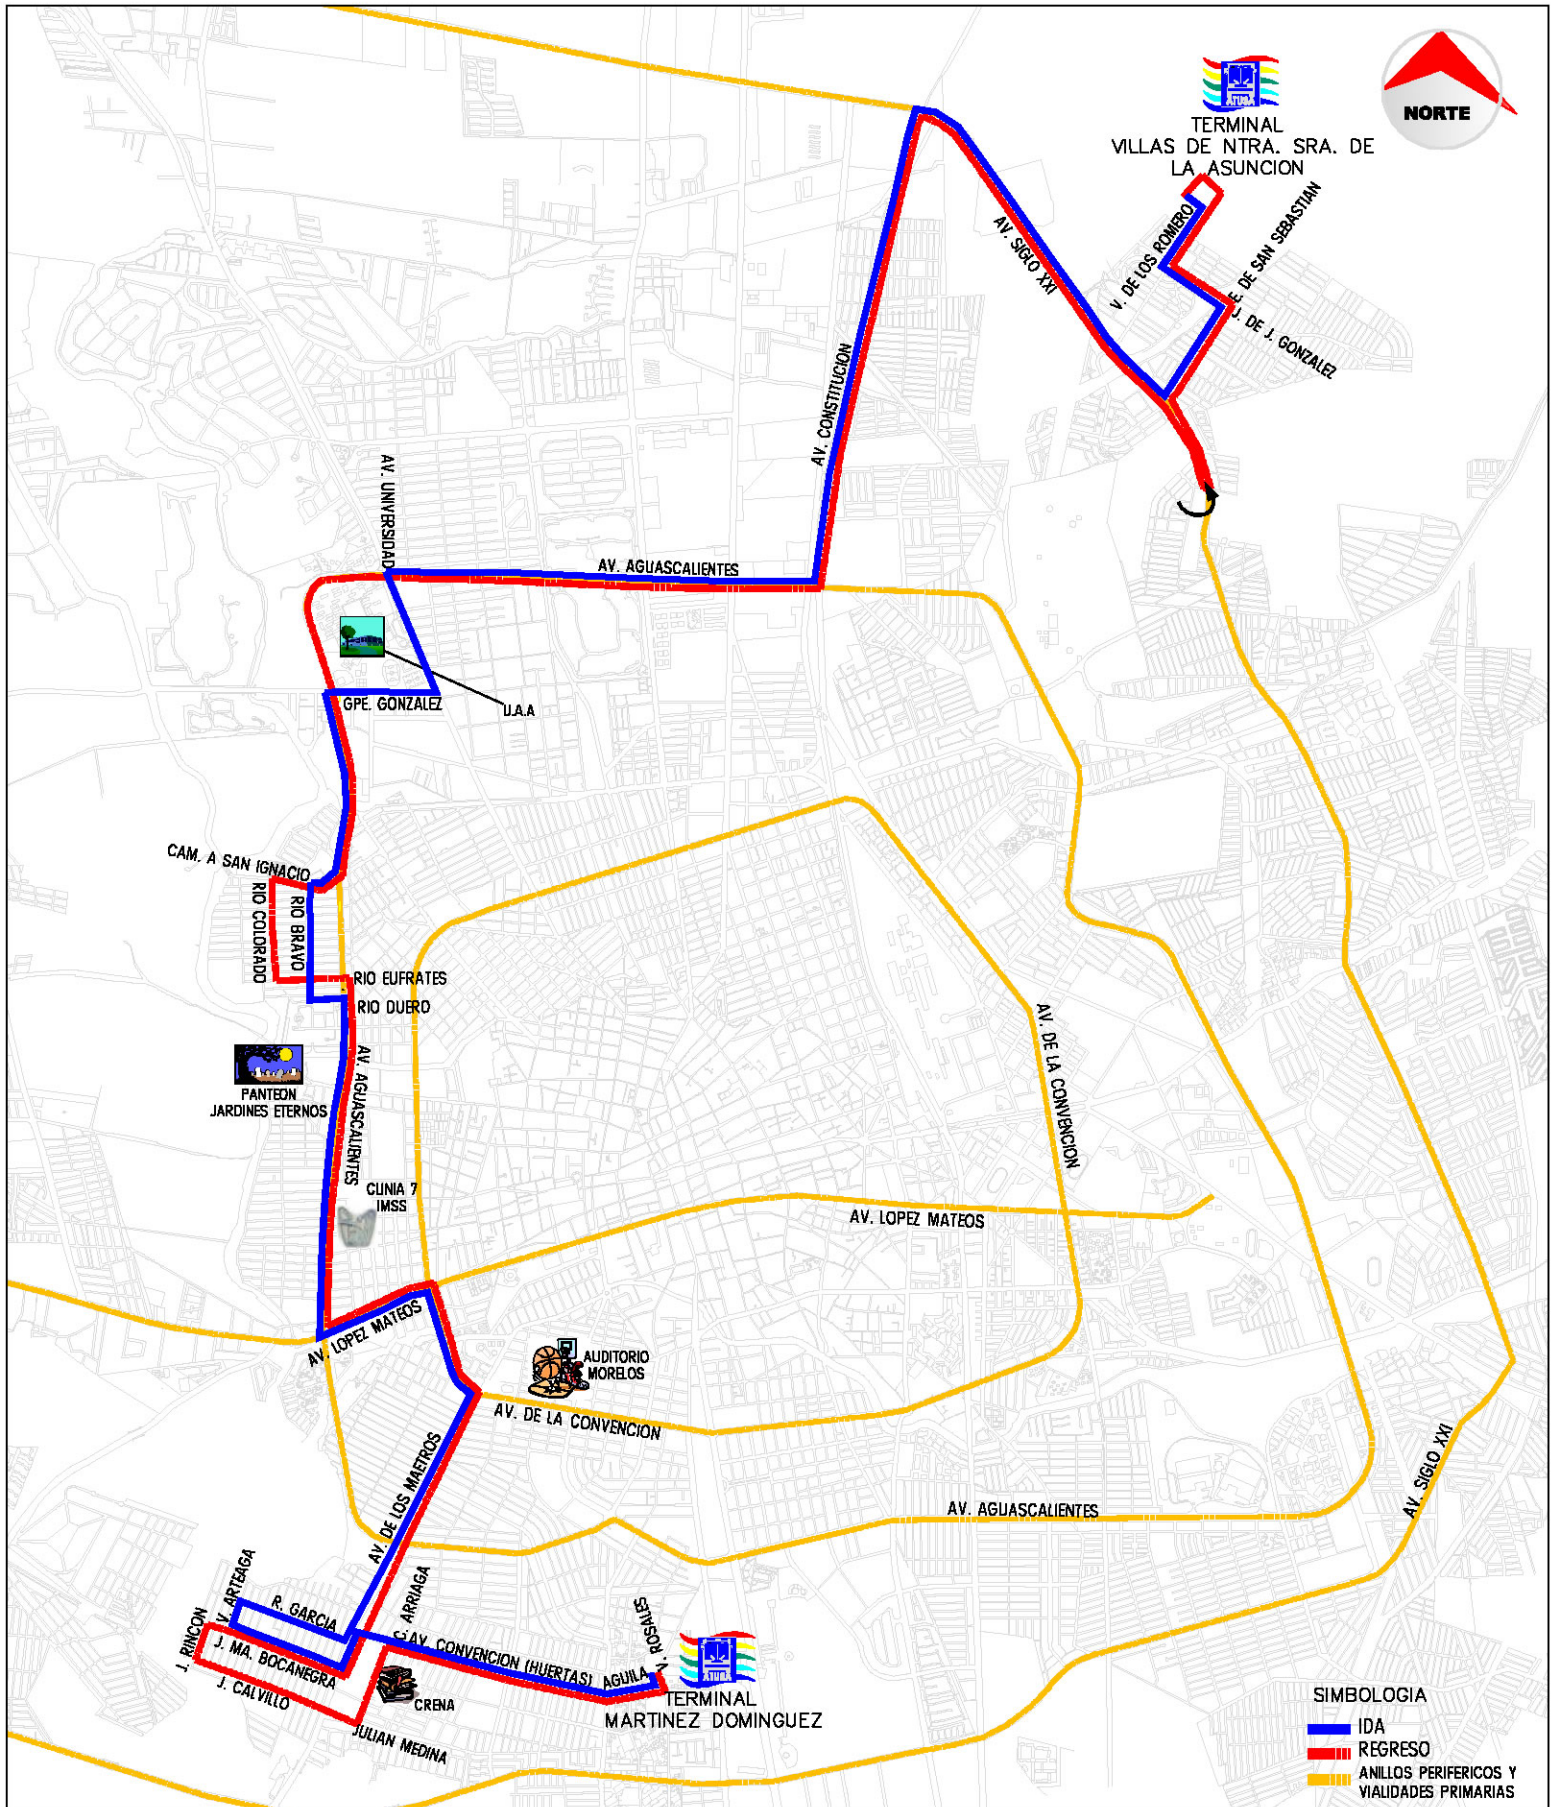 NORTE
ATUSA
TERMINAL
VILLAS DE NTRA. SRA. DE
LA ASUNCION
AV. SIGLO XXI
V. DE LOS ROMERO
E. DE SAN SEBASTIAN
J. DE J. GONZALEZ
AV. CONSTITUCION
AV. UNIVERSIDAD
AV. AGUASCALIENTES
GPE. GONZALEZ
U.A.A
CAM. A SAN IGNACIO
RIO COLORADO
RIO BRAVO
RIO EUFRATES
RIO DUERO
AV. DE LA CONVENCION
PANTEON
JARDINES ETERNOS
AV. AGUASCALIENTES
CLINIA 7
IMSS
AV. LOPEZ MATEOS
AV. LOPEZ MATEOS
AUDITORIO
MORELOS
AV. DE LA CONVENCION
AV. DE LOS MAETROS
AV. SIGLO XXI
AV. AGUASCALIENTES
V. ARTEAGA
R. GARCIA
C. ARRIAGA
J. RINCON
J. MA. BOCANEGRA
J. CALVILLO
AV. CONVENCION (HUERTAS)
AGUILA
V. ROSALES
ATUSA
CRENA
JULIAN MEDINA
TERMINAL
MARTINEZ DOMINGUEZ
SIMBOLOGIA
IDA
REGRESO
ANILLOS PERIFERICOS Y
VIALIDADES PRIMARIAS